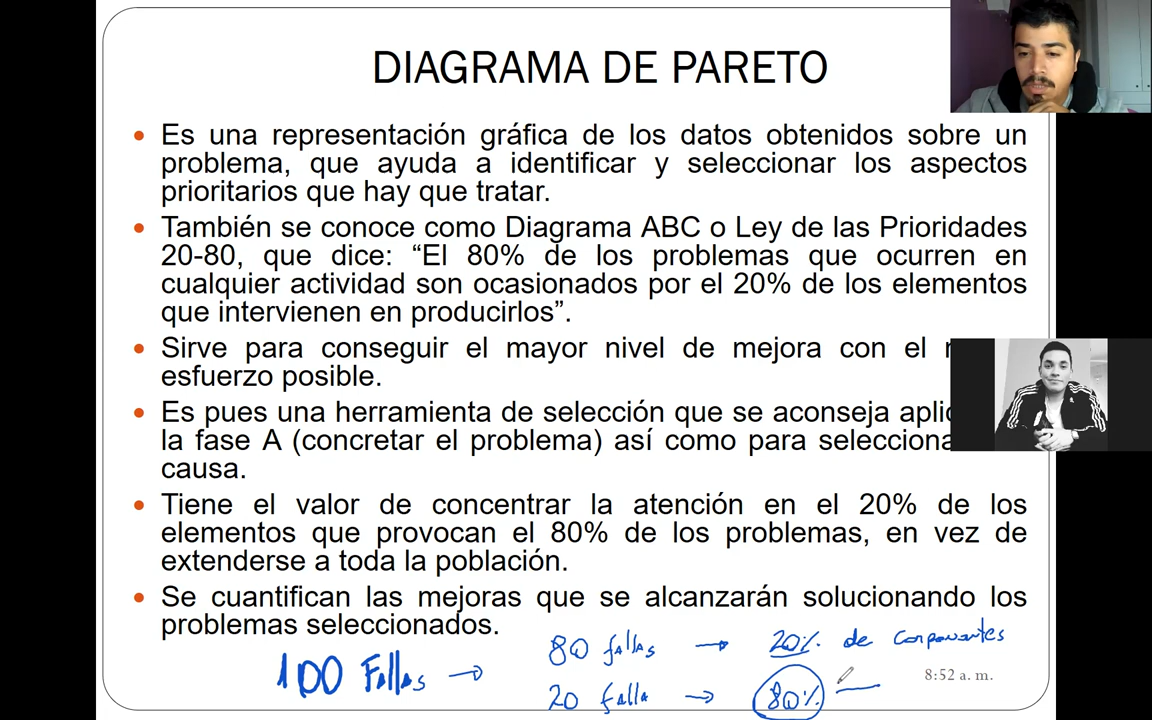 DIAGRAMA DE PARETO
Es una representación gráfica de los datos obtenidos sobre un
problema, que ayuda a identificar y seleccionar los aspectos
prioritarios que hay que tratar.
También se conoce como Diagrama ABC o Ley de las Prioridades
20-80, que dice: “El 80% de los problemas que ocurren en
cualquier actividad son ocasionados por el 20% de los elementos
que intervienen en producirlos”.
Sirve para conseguir el mayor nivel de mejora con el
esfuerzo posible.
Es pues una herramienta de selección que se aconseja
la fase A (concretar el problema) así como para
causa.
Tiene el valor de concentrar la atención en el 20% de los
elementos que provocan el 80% de los problemas, en vez de
extenderse a toda la población.
Se cuantifican las mejoras que se alcanzarán solucionando los
problemas seleccionados.
100 Fallas → 80 fallas → 20% de componentes
20 falla → 80%
8:52 a. m.